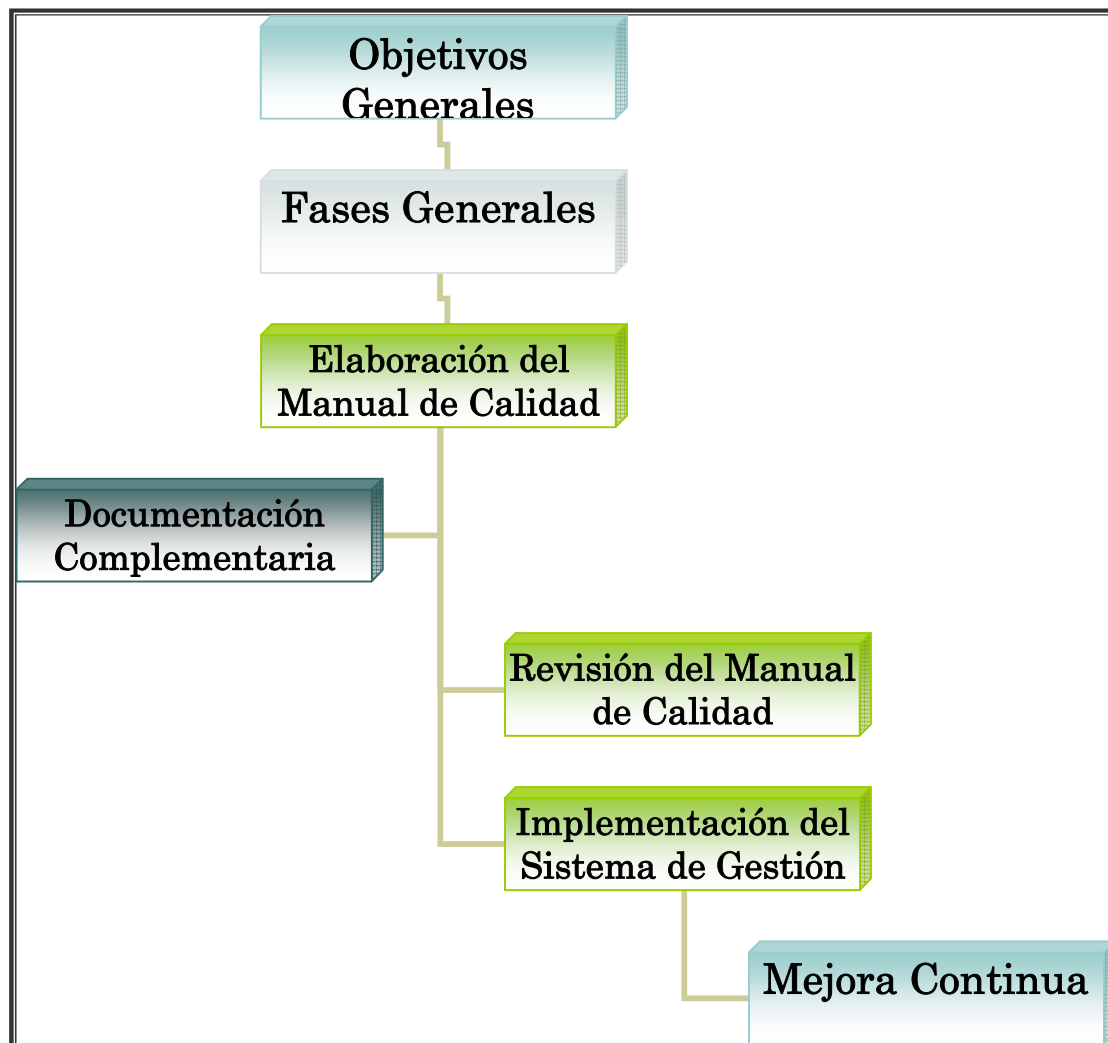 Objetivos
Generales
Fases Generales
Elaboración del
Manual de Calidad
Documentación
Complementaria
Revisión del Manual
de Calidad
Implementación del
Sistema de Gestión
Mejora Continua